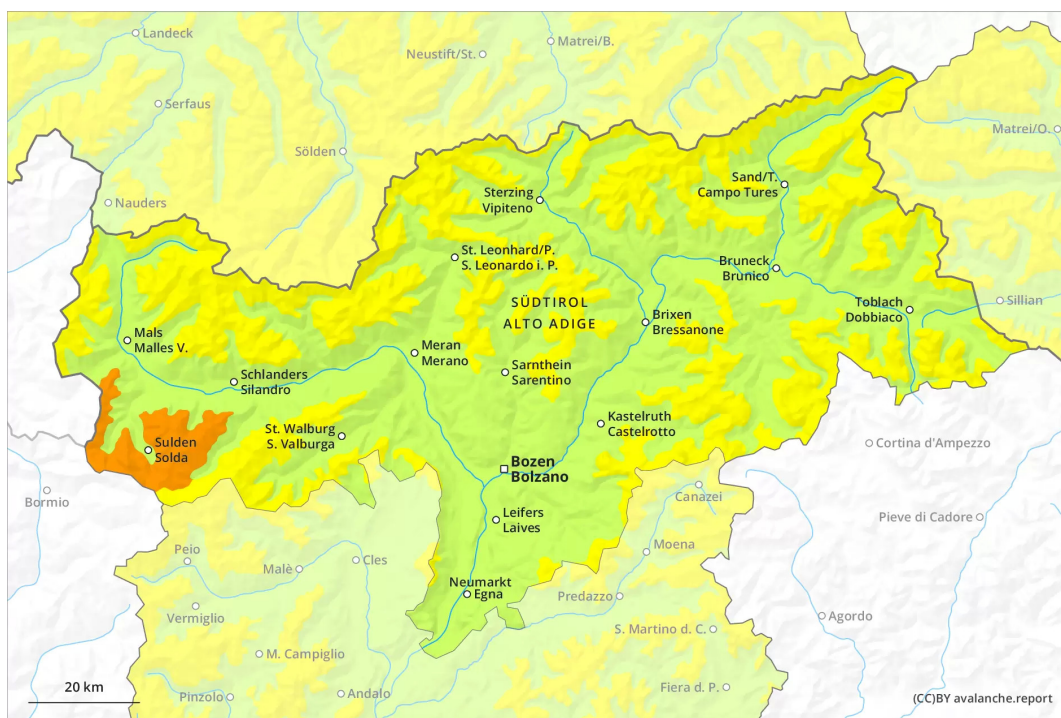 Landeck
Matrei/B.
Neustift/St.
Serfaus
Matrei/O.
Sölden
Sand/T.
Campo Tures
Sterzing
Vipiteno
Nauders
St. Leonhard/P.
S. Leonardo i. P.
Bruneck
Brunico
SÜDTIROL
ALTO ADIGE
Toblach
Dobbiaco
Sillian
Brixen
Bressanone
Mals
Malles V.
Meran
Merano
Sarnthein
Sarentino
Schlanders
Silandro
Kastelruth
Castelrotto
St. Walburg
S. Valburga
Sulden
Solda
Cortina d'Ampezzo
Bozen
Bolzano
Bormio
Canazei
Leifers
Laives
Pieve di Cadore
Peio
Cles
Moena
Malè
Neumarkt
Egna
Predazzo
Vermiglio
Agordo
S. Martino d. C.
M. Campiglio
20 km
Pinzolo
Andalo
Fiera d. P.
(CC)BY avalanche.report